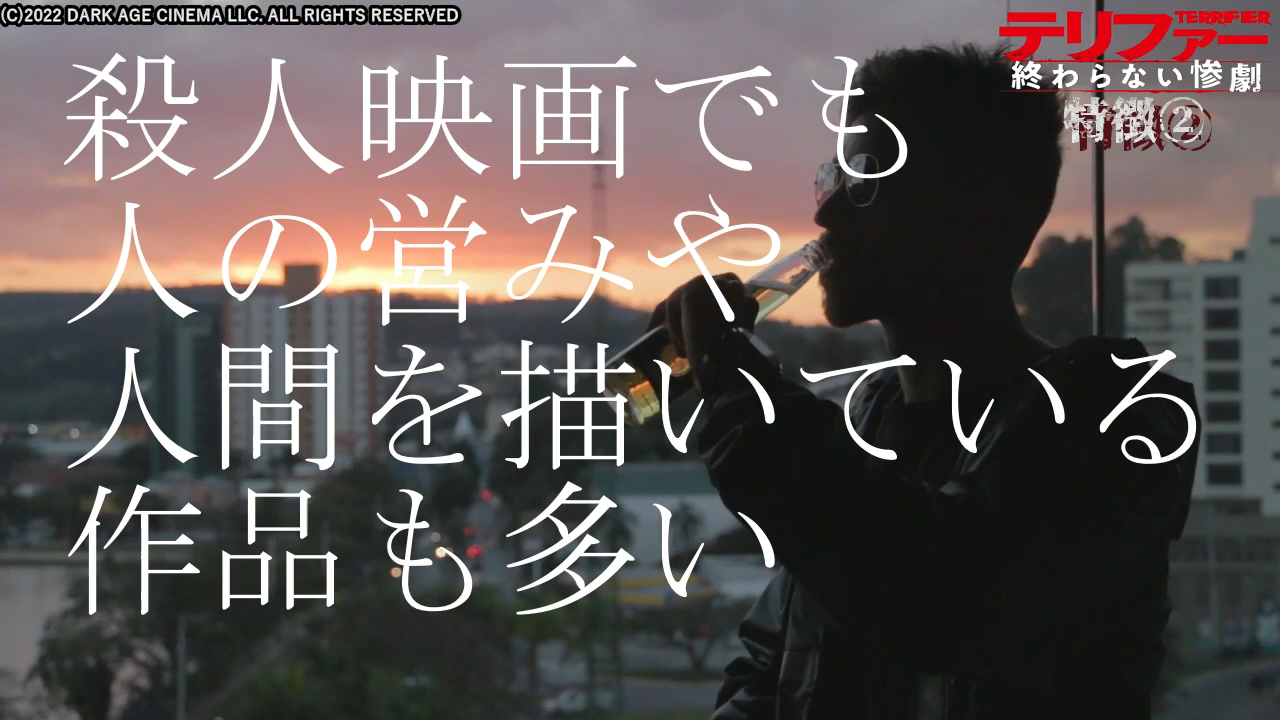 (C)2022 DARK AGE CINEMA LLC. ALL RIGHTS RESERVED
テリファー
TERRIFIER
終わらない惨劇
特徴②
殺人映画でも
人の営みや
人間を描いている
作品も多い